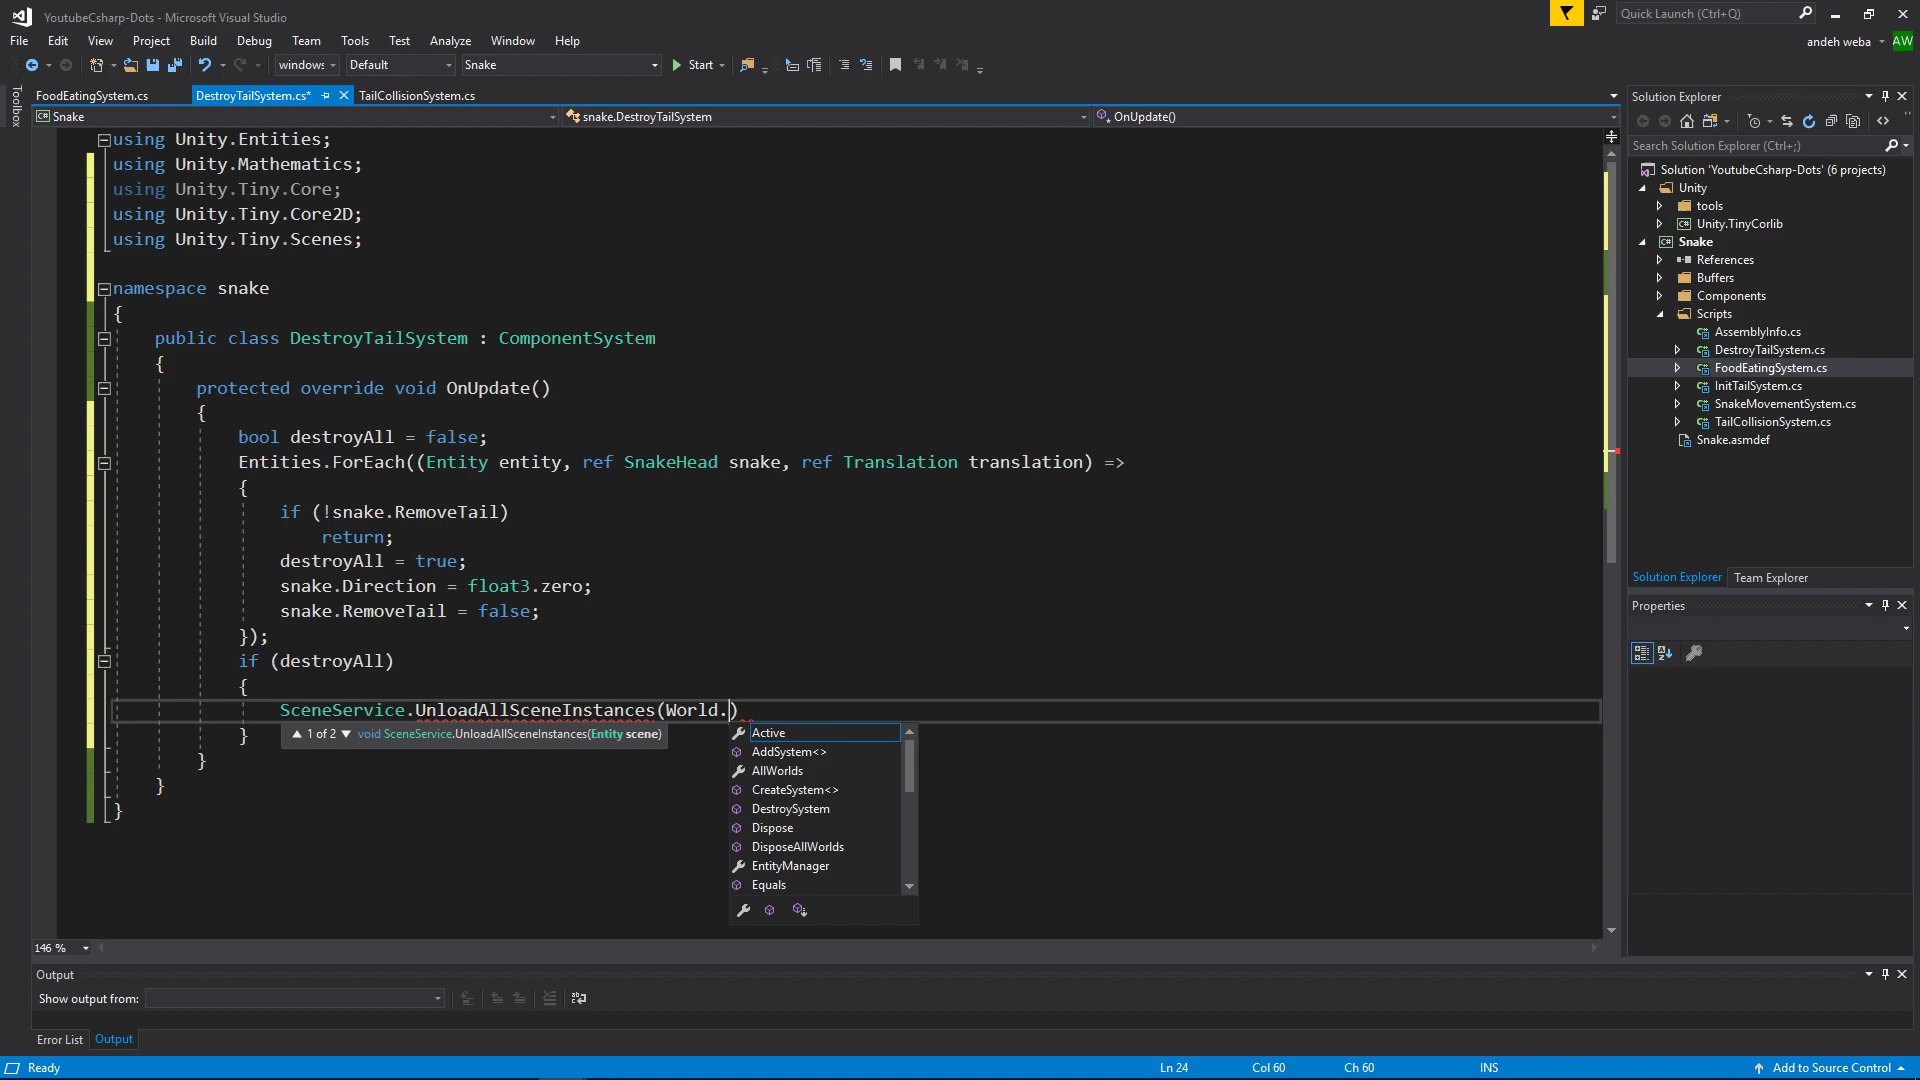 YoutubeCsharp-Dots - Microsoft Visual Studio
Quick Launch (Ctrl+Q)
File Edit View Project Build Debug Team Tools Test Analyze Window Help
andeh weba AW
windows Default Snake Start
Toolbox
FoodEatingSystem.cs DestroyTailSystem.cs* TailCollisionSystem.cs
Snake snake.DestroyTailSystem OnUpdate()
using Unity.Entities;
using Unity.Mathematics;
using Unity.Tiny.Core;
using Unity.Tiny.Core2D;
using Unity.Tiny.Scenes;
namespace snake
{
public class DestroyTailSystem : ComponentSystem
{
protected override void OnUpdate()
{
bool destroyAll = false;
Entities.ForEach((Entity entity, ref SnakeHead snake, ref Translation translation) =>
{
if (!snake.RemoveTail)
return;
destroyAll = true;
snake.Direction = float3.zero;
snake.RemoveTail = false;
});
if (destroyAll)
{
SceneService.UnloadAllSceneInstances(World.)
1 of 2 void SceneService.UnloadAllSceneInstances(Entity scene)
}
}
}
}
Active
AddSystem<>
AllWorlds
CreateSystem<>
DestroySystem
Dispose
DisposeAllWorlds
EntityManager
Equals
146 %
Solution Explorer
Search Solution Explorer (Ctrl+;)
Solution 'YoutubeCsharp-Dots' (6 projects)
Unity
tools
Unity.TinyCorlib
Snake
References
Buffers
Components
Scripts
AssemblyInfo.cs
DestroyTailSystem.cs
FoodEatingSystem.cs
InitTailSystem.cs
SnakeMovementSystem.cs
TailCollisionSystem.cs
Snake.asmdef
Solution Explorer Team Explorer
Properties
Output
Show output from:
Error List Output
Ready Ln 24 Col 60 Ch 60 INS Add to Source Control